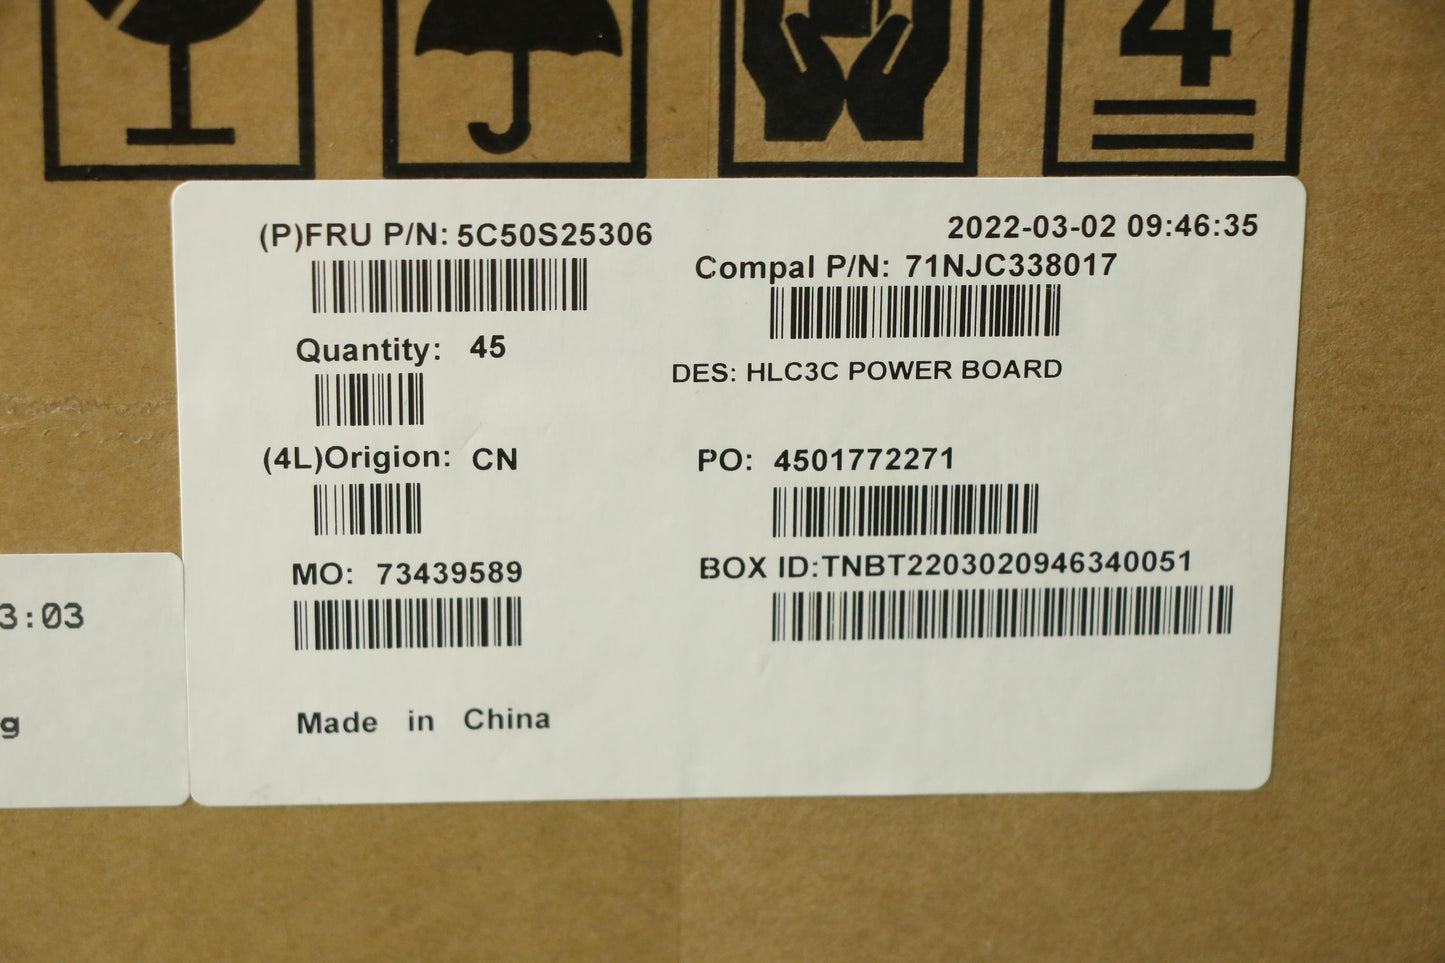 4
(P)FRU P/N: 5C50S25306
2022-03-02 09:46:35
Compal P/N: 71NJC338017
Quantity: 45
DES: HLC3C POWER BOARD
(4L)Origion: CN
PO: 4501772271
MO: 73439589
BOX ID:TNBT2203020946340051
Made in China
3:03
g